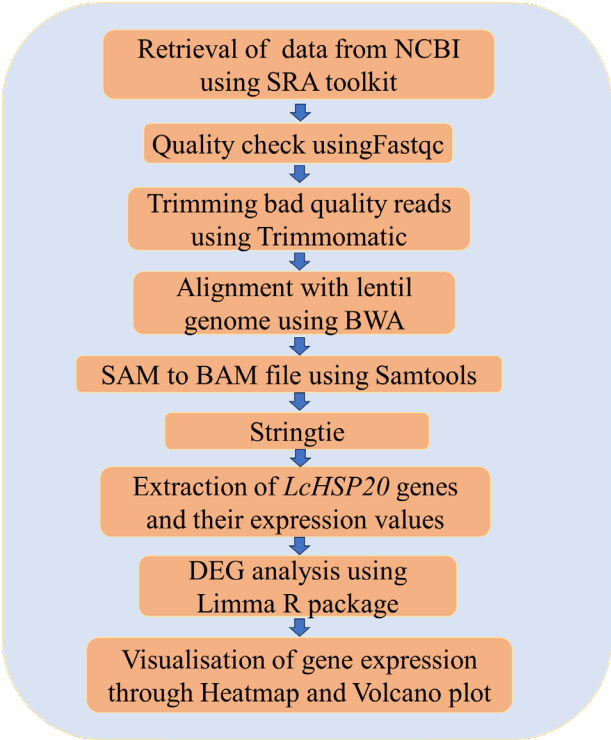 Retrieval of data from NCBI
using SRA toolkit
Quality check usingFastqc
Trimming bad quality reads
using Trimmomatic
Alignment with lentil
genome using BWA
SAM to BAM file using Samtools
Stringtie
Extraction of LcHSP20 genes
and their expression values
DEG analysis using
Limma R package
Visualisation of gene expression
through Heatmap and Volcano plot